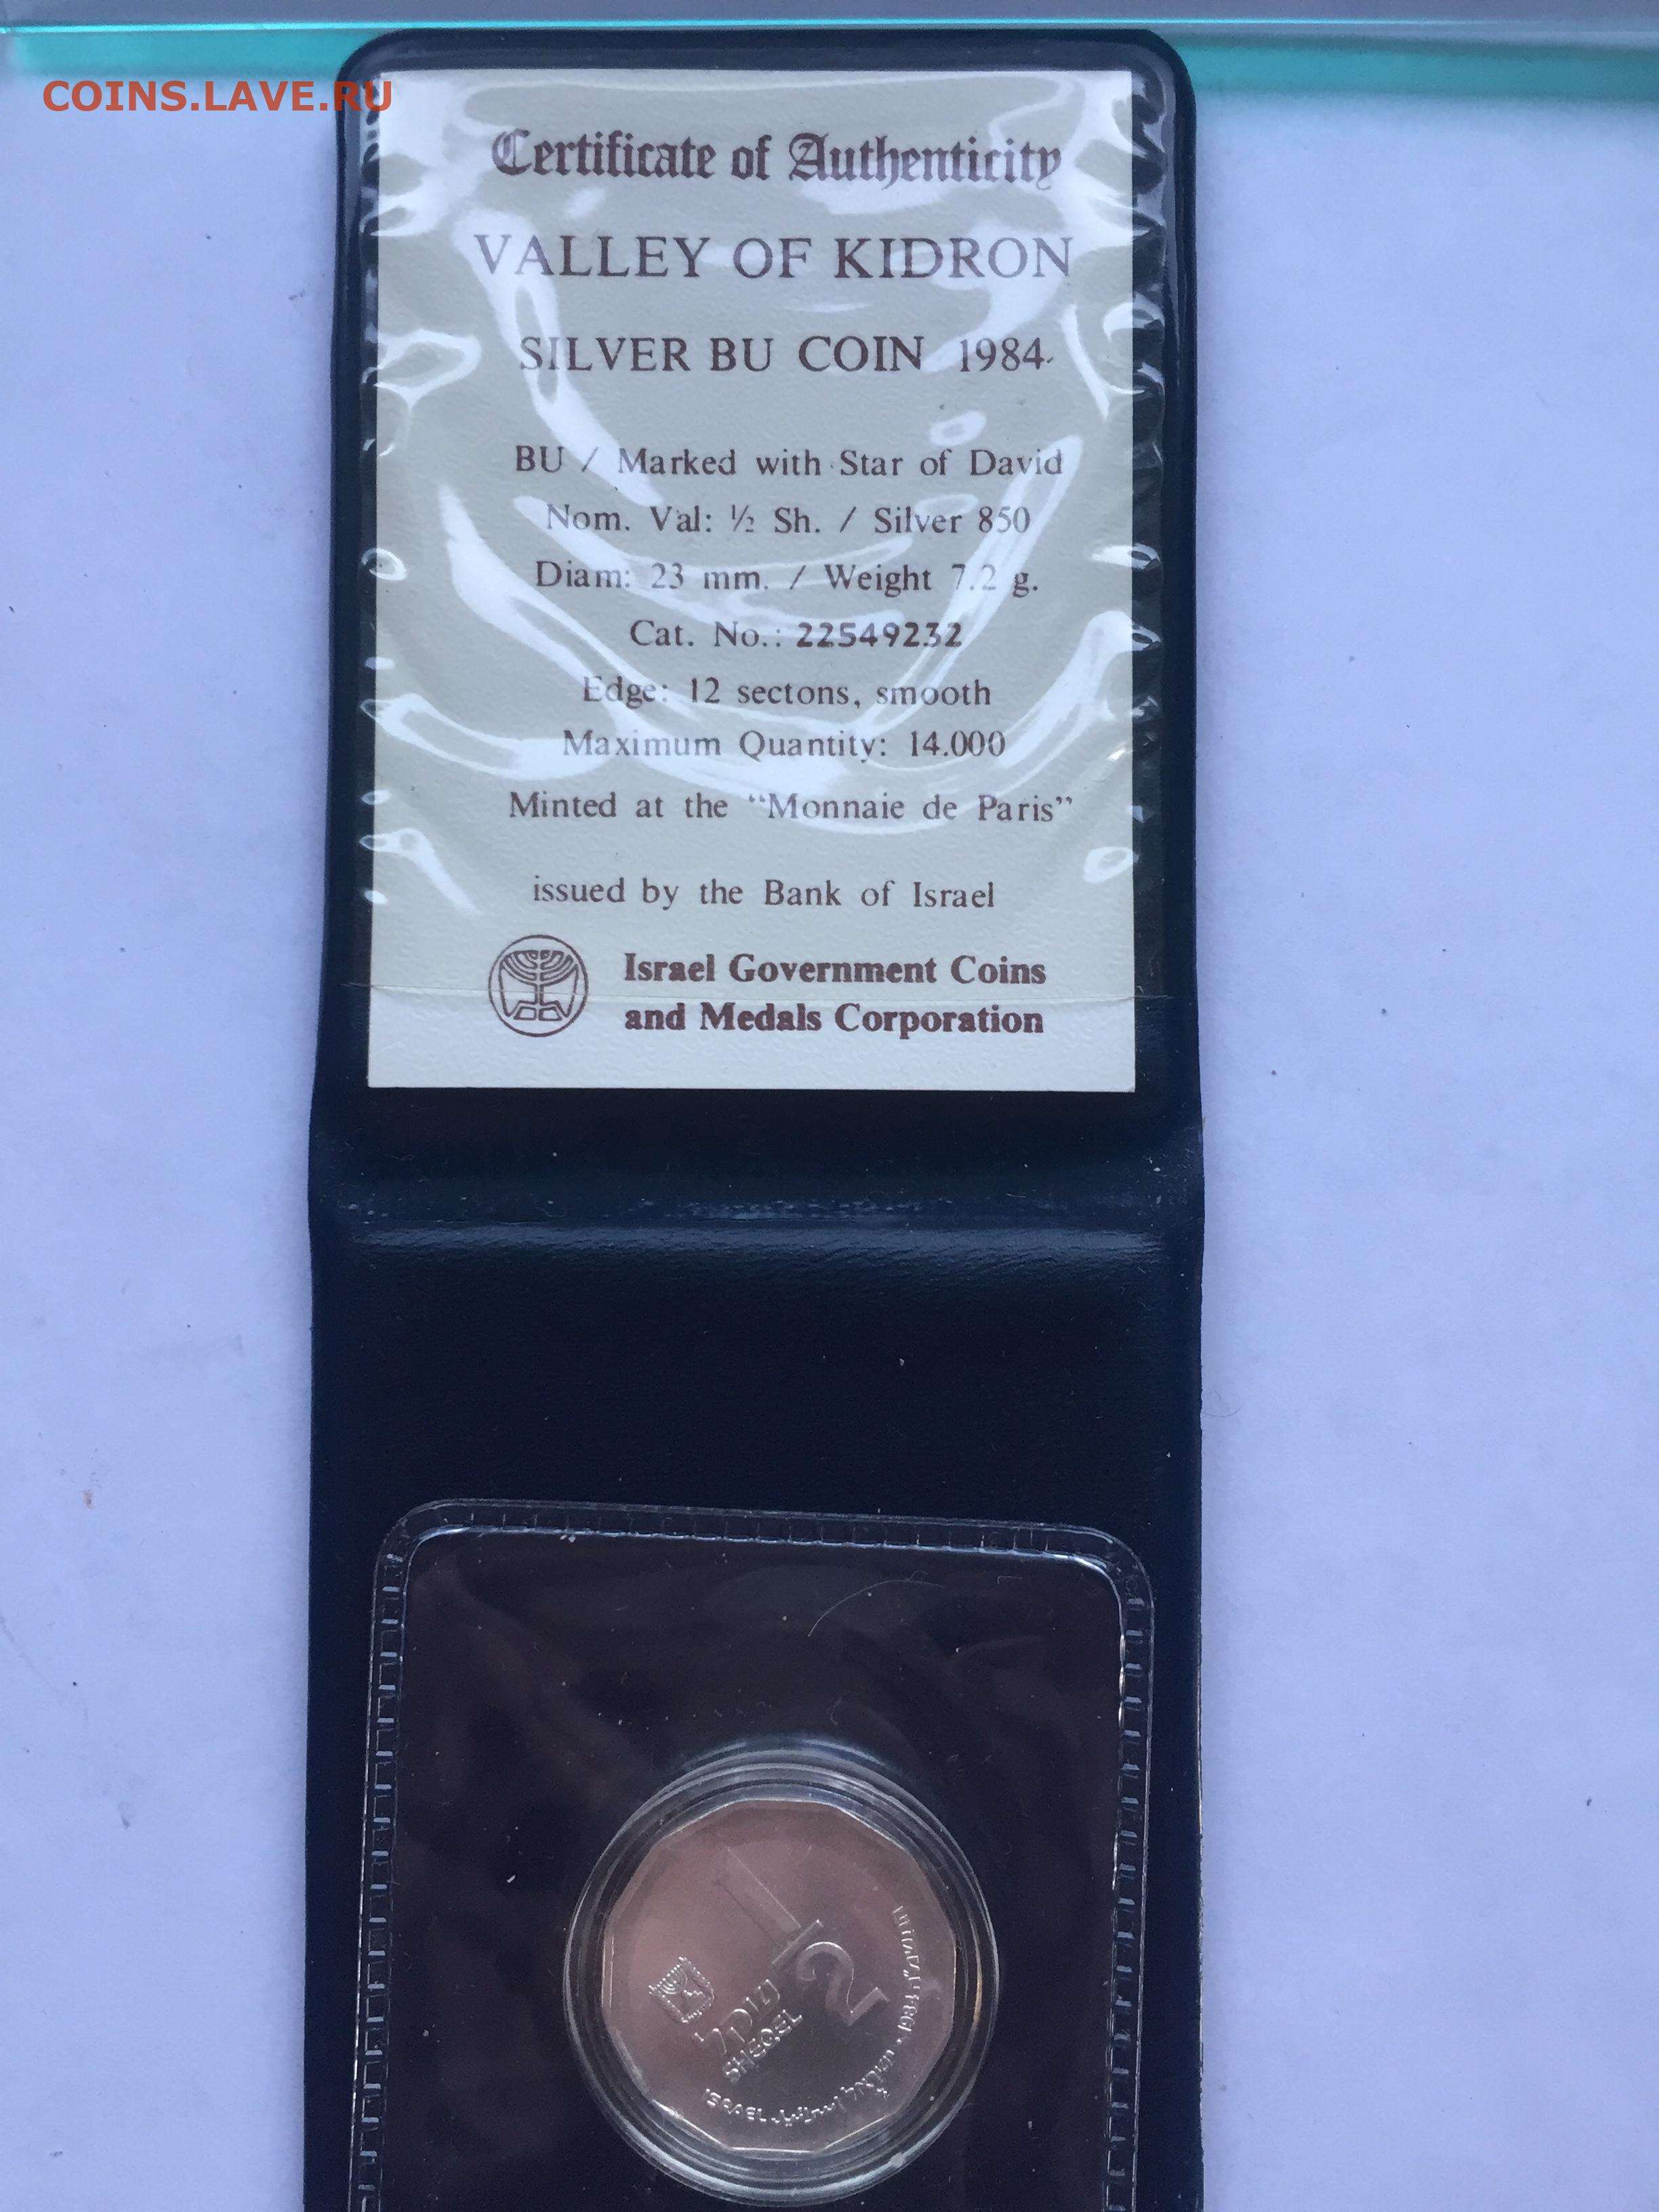 COINS.LAVE.RU
Certificate of Authenticity
VALLEY OF KIDRON
SILVER BU COIN 1984
BU / Marked with Star of David
Nom. Val: ½ Sh. / Silver 850
Diam: 23 mm. / Weight 7.2 g.
Cat. No.: 22549232
Edge: 12 sectons, smooth
Maximum Quantity: 14.000
Minted at the “Monnaie de Paris”
issued by the Bank of Israel
Israel Government Coins
and Medals Corporation
1/2
שקל
SHEQEL
ISRAEL
ישראל
1984